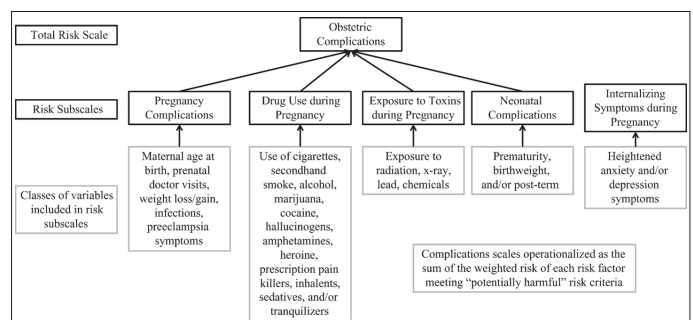 Total Risk Scale
Obstetric
Complications
Risk Subscales
Pregnancy
Complications
Drug Use during
Pregnancy
Exposure to Toxins
during Pregnancy
Neonatal
Complications
Internalizing
Symptoms during
Pregnancy
Classes of variables
included in risk
subscales
Maternal age at
birth, prenatal
doctor visits,
weight loss/gain,
infections,
preeclampsia
symptoms
Use of cigarettes,
secondhand
smoke, alcohol,
marijuana,
cocaine,
hallucinogens,
amphetamines,
heroine,
prescription pain
killers, inhalents,
sedatives, and/or
tranquilizers
Exposure to
radiation, x-ray,
lead, chemicals
Prematurity,
birthweight,
and/or post-term
Heightened
anxiety and/or
depression
symptoms
Complications scales operationalized as the
sum of the weighted risk of each risk factor
meeting “potentially harmful” risk criteria